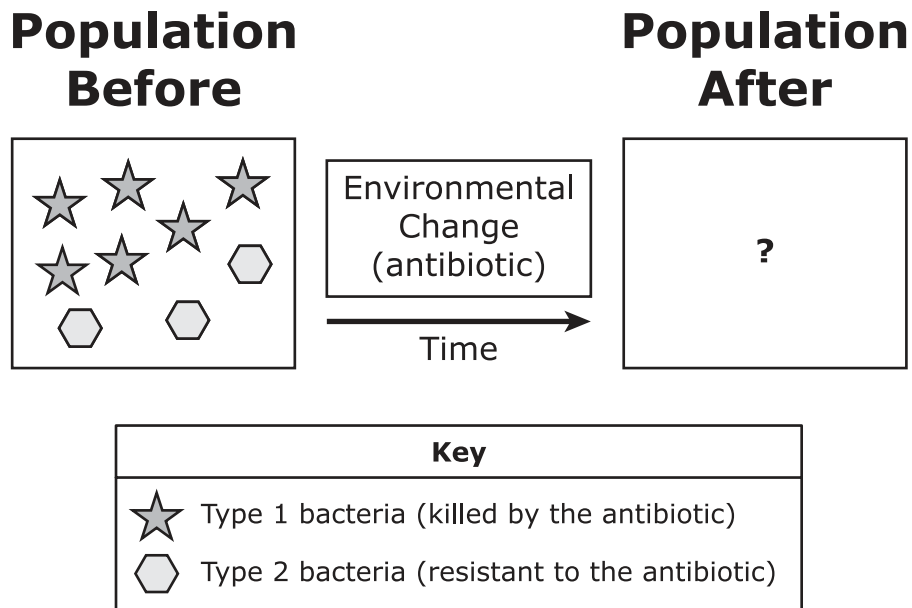 Population
Before
Population
After
Environmental
Change
(antibiotic)
?
Time
Key
Type 1 bacteria (killed by the antibiotic)
Type 2 bacteria (resistant to the antibiotic)